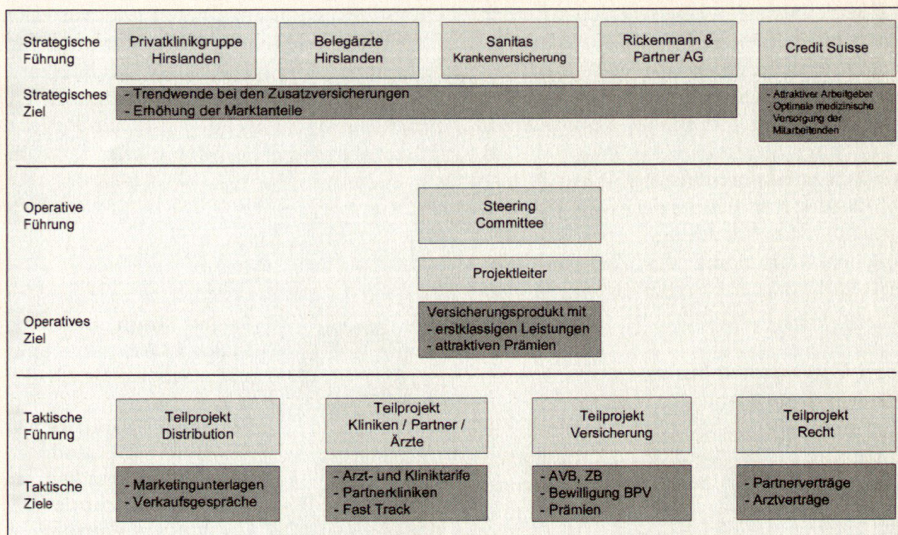 Strategische
Führung
Privatklinikgruppe
Hirslanden
Belegärzte
Hirslanden
Sanitas
Krankenversicherung
Rickenmann &
Partner AG
Credit Suisse
Strategisches
Ziel
- Trendwende bei den Zusatzversicherungen
- Erhöhung der Marktanteile
- Attraktiver Arbeitgeber
- Optimale medizinische
Versorgung der
Mitarbeitenden
Operative
Führung
Steering
Committee
Projektleiter
Operatives
Ziel
Versicherungsprodukt mit
- erstklassigen Leistungen
- attraktiven Prämien
Taktische
Führung
Teilprojekt
Distribution
Teilprojekt
Kliniken / Partner /
Ärzte
Teilprojekt
Versicherung
Teilprojekt
Recht
Taktische
Ziele
- Marketingunterlagen
- Verkaufsgespräche
- Arzt- und Kliniktarife
- Partnerkliniken
- Fast Track
- AVB, ZB
- Bewilligung BPV
- Prämien
- Partnerverträge
- Arztverträge